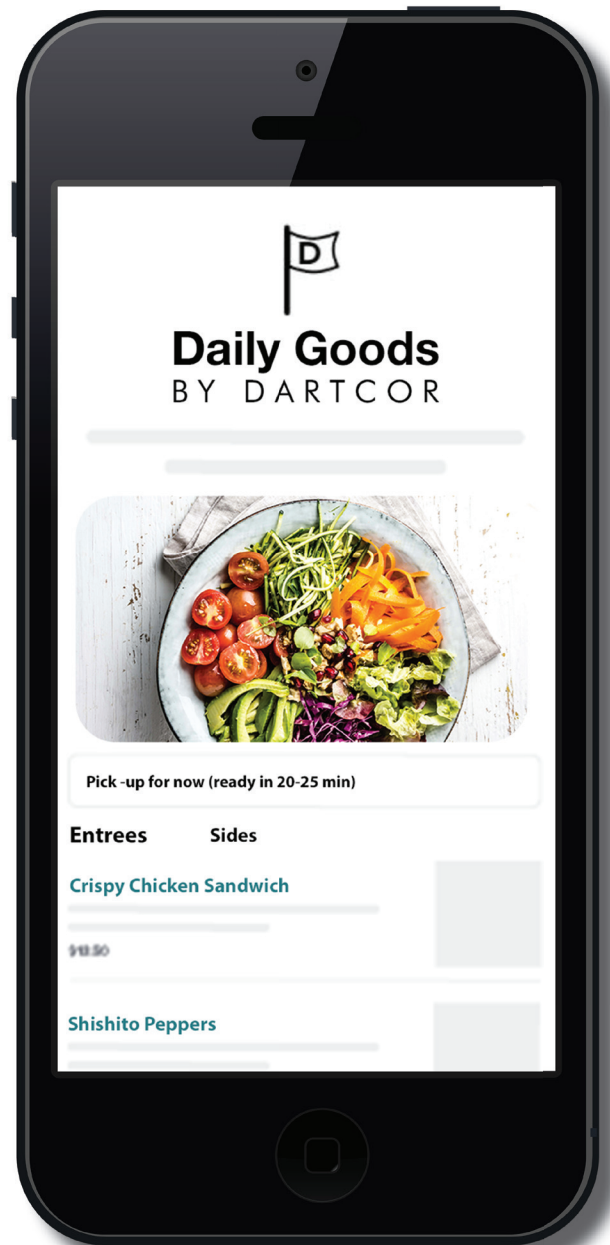 D
Daily Goods
BY DARTCOR
Pick -up for now (ready in 20-25 min)
Entrees Sides
Crispy Chicken Sandwich
Shishito Peppers